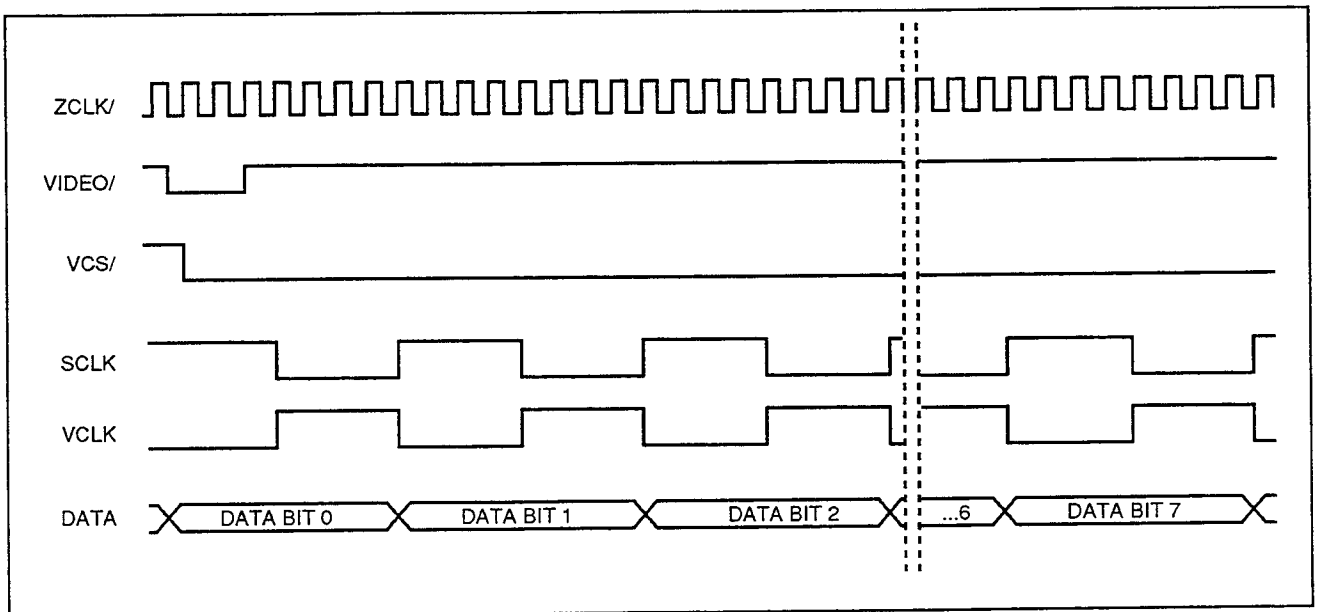 ZCLK/
VIDEO/
VCS/
SCLK
VCLK
DATA DATA BIT 0 DATA BIT 1 DATA BIT 2 ...6 DATA BIT 7